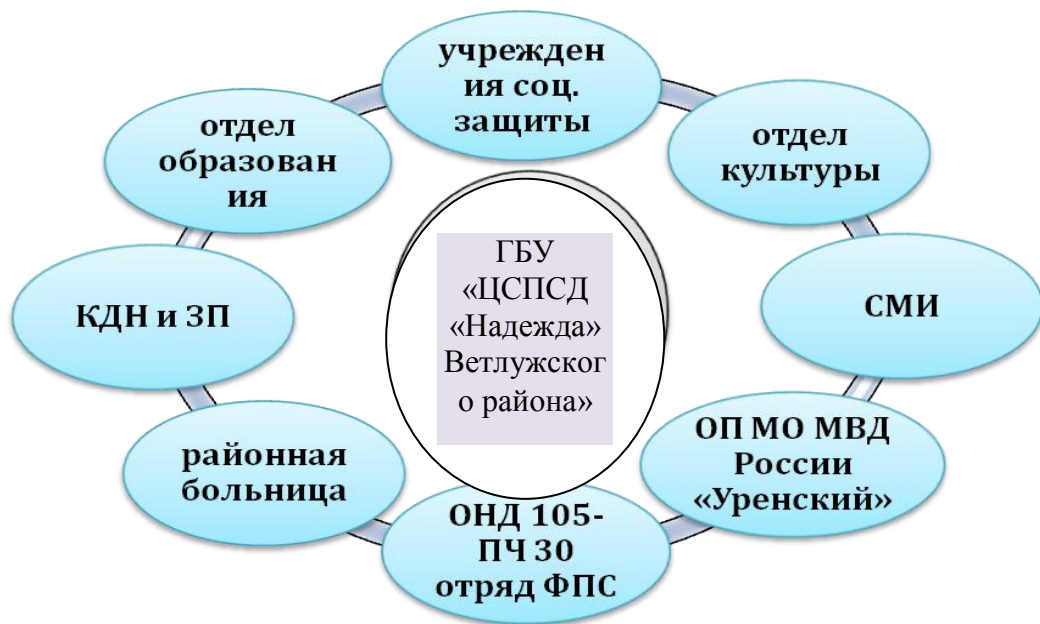 учрежден
ия соц.
защиты
отдел
культуры
СМИ
ОП МО МВД
России
«Уренский»
ОНД 105-
ПЧ 30
отряд ФПС
районная
больница
КДН и ЗП
отдел
образован
ия
ГБУ
«ЦСПСД
«Надежда»
Ветлужског
о района»